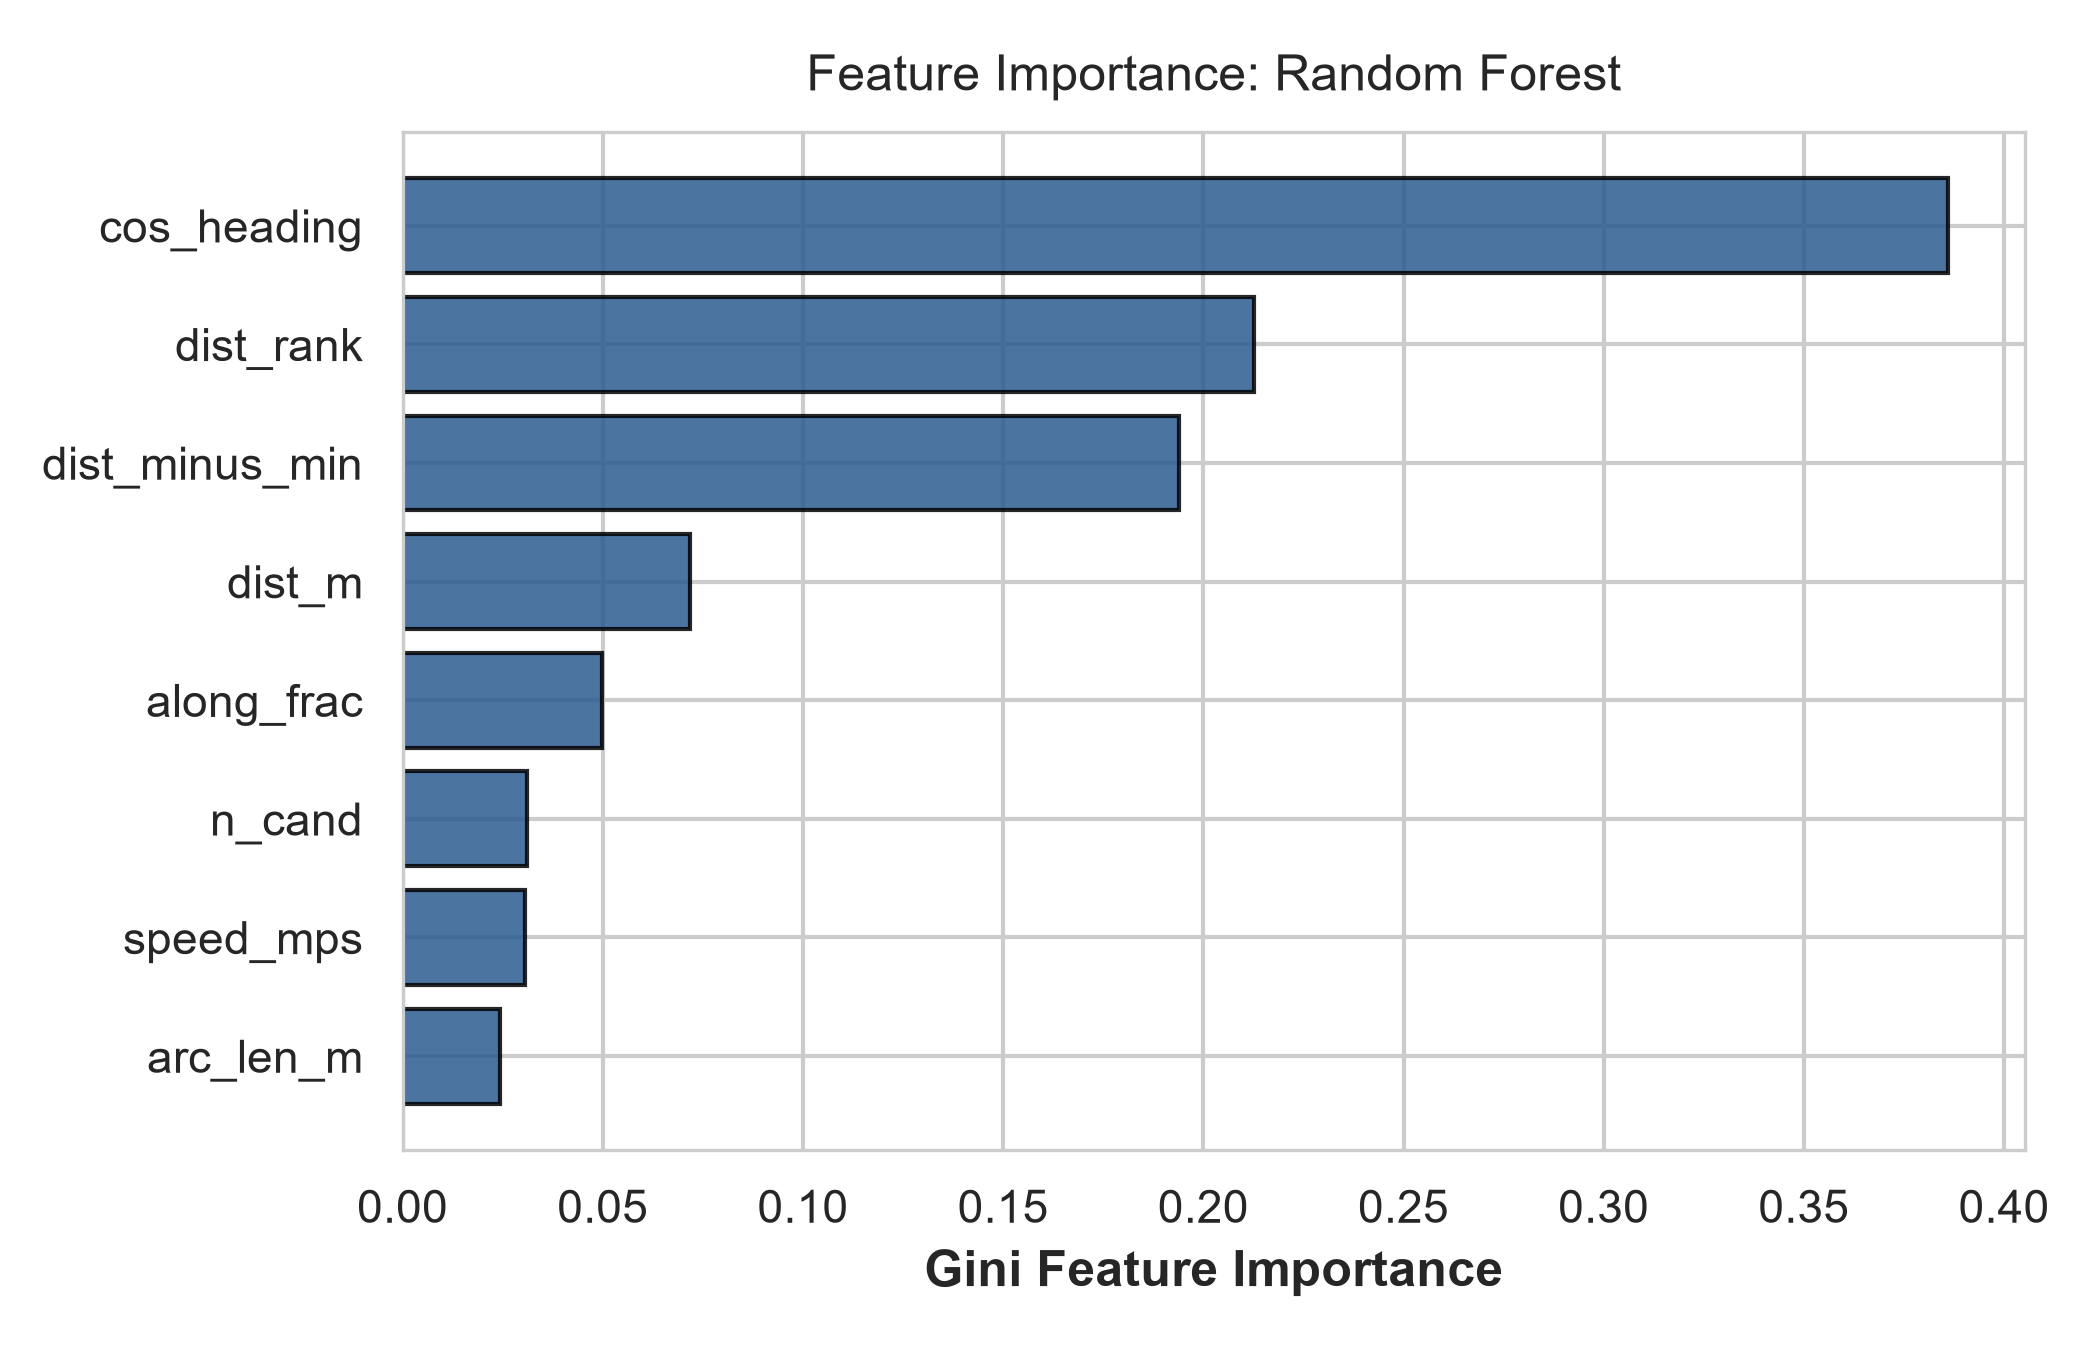 Feature Importance: Random Forest
cos_heading
dist_rank
dist_minus_min
dist_m
along_frac
n_cand
speed_mps
arc_len_m
0.00 0.05 0.10 0.15 0.20 0.25 0.30 0.35 0.40
Gini Feature Importance